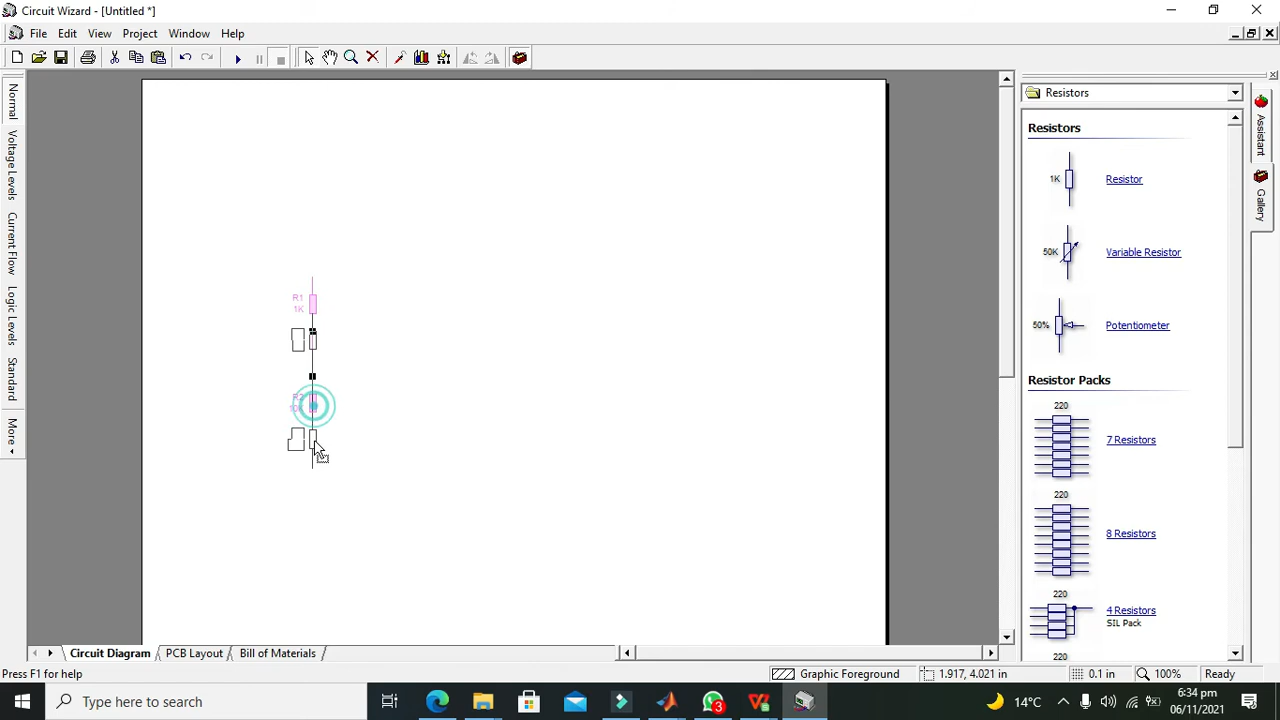 Circuit Wizard - [Untitled *]
File Edit View Project Window Help
Normal
Voltage Levels
Current Flow
Logic Levels
Standard
More
R1
1K
R2
10K
Resistors
Resistors
1K
Resistor
50K
Variable Resistor
50%
Potentiometer
Resistor Packs
220
7 Resistors
220
8 Resistors
220
4 Resistors
SIL Pack
220
Assistant
Gallery
Circuit Diagram PCB Layout Bill of Materials
Press F1 for help
Graphic Foreground
1.917, 4.021 in
0.1 in
100%
Ready
Type here to search
3
14°C
6:34 pm
06/11/2021